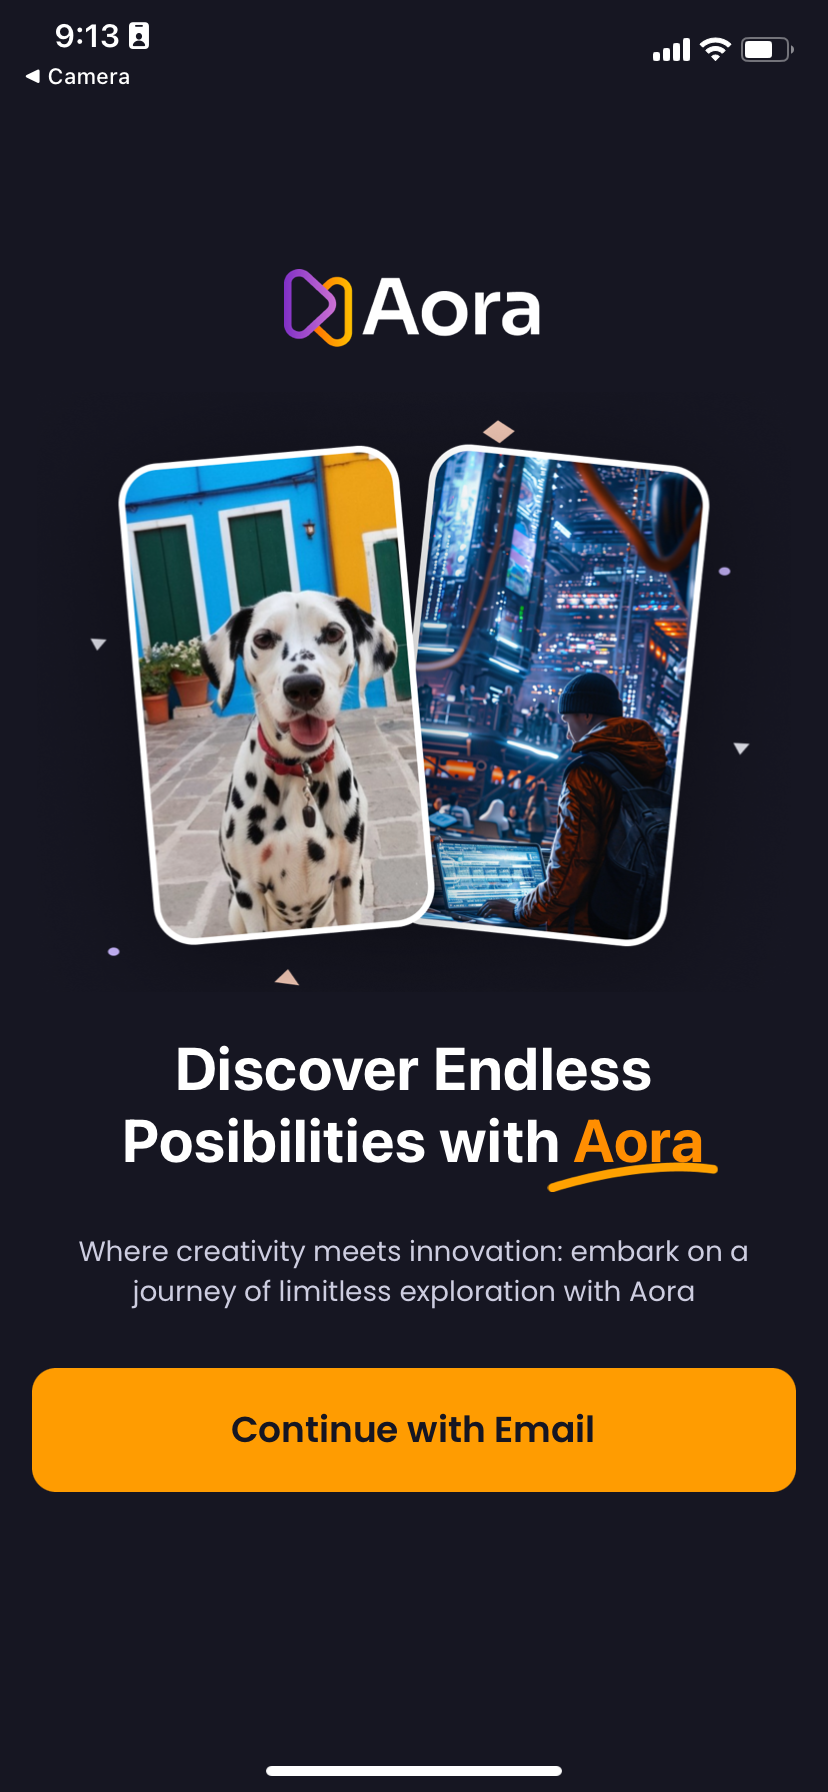 9:13
Camera
Aora
Discover Endless
Posibilities with Aora
Where creativity meets innovation: embark on a
journey of limitless exploration with Aora
Continue with Email